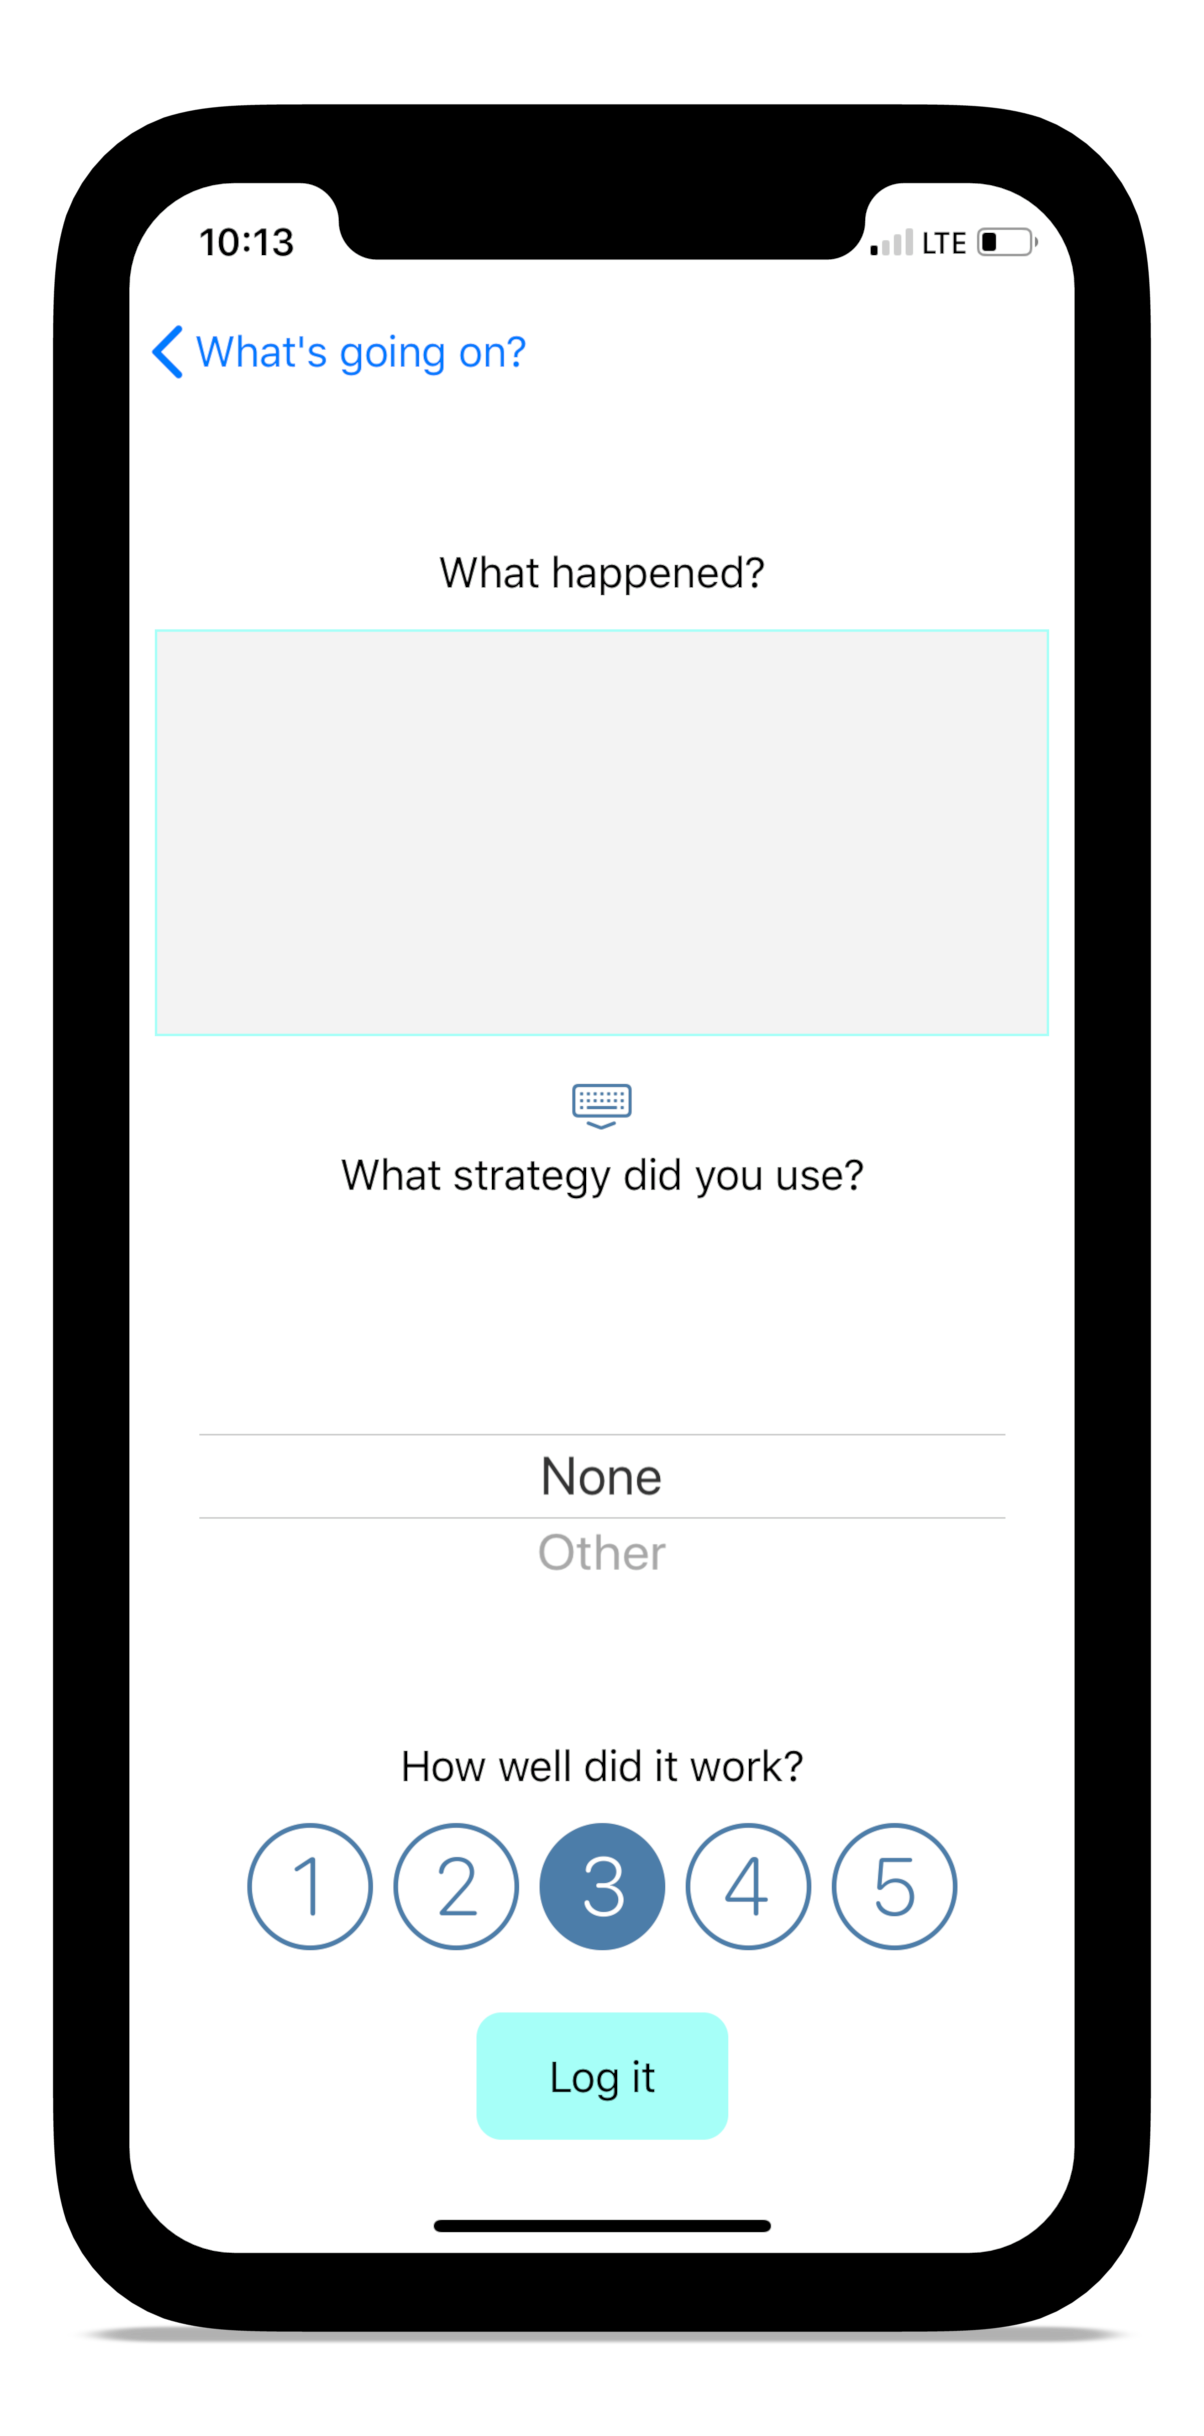 10:13 LTE
What's going on?
What happened?
What strategy did you use?
None
Other
How well did it work?
1 2 3 4 5
Log it